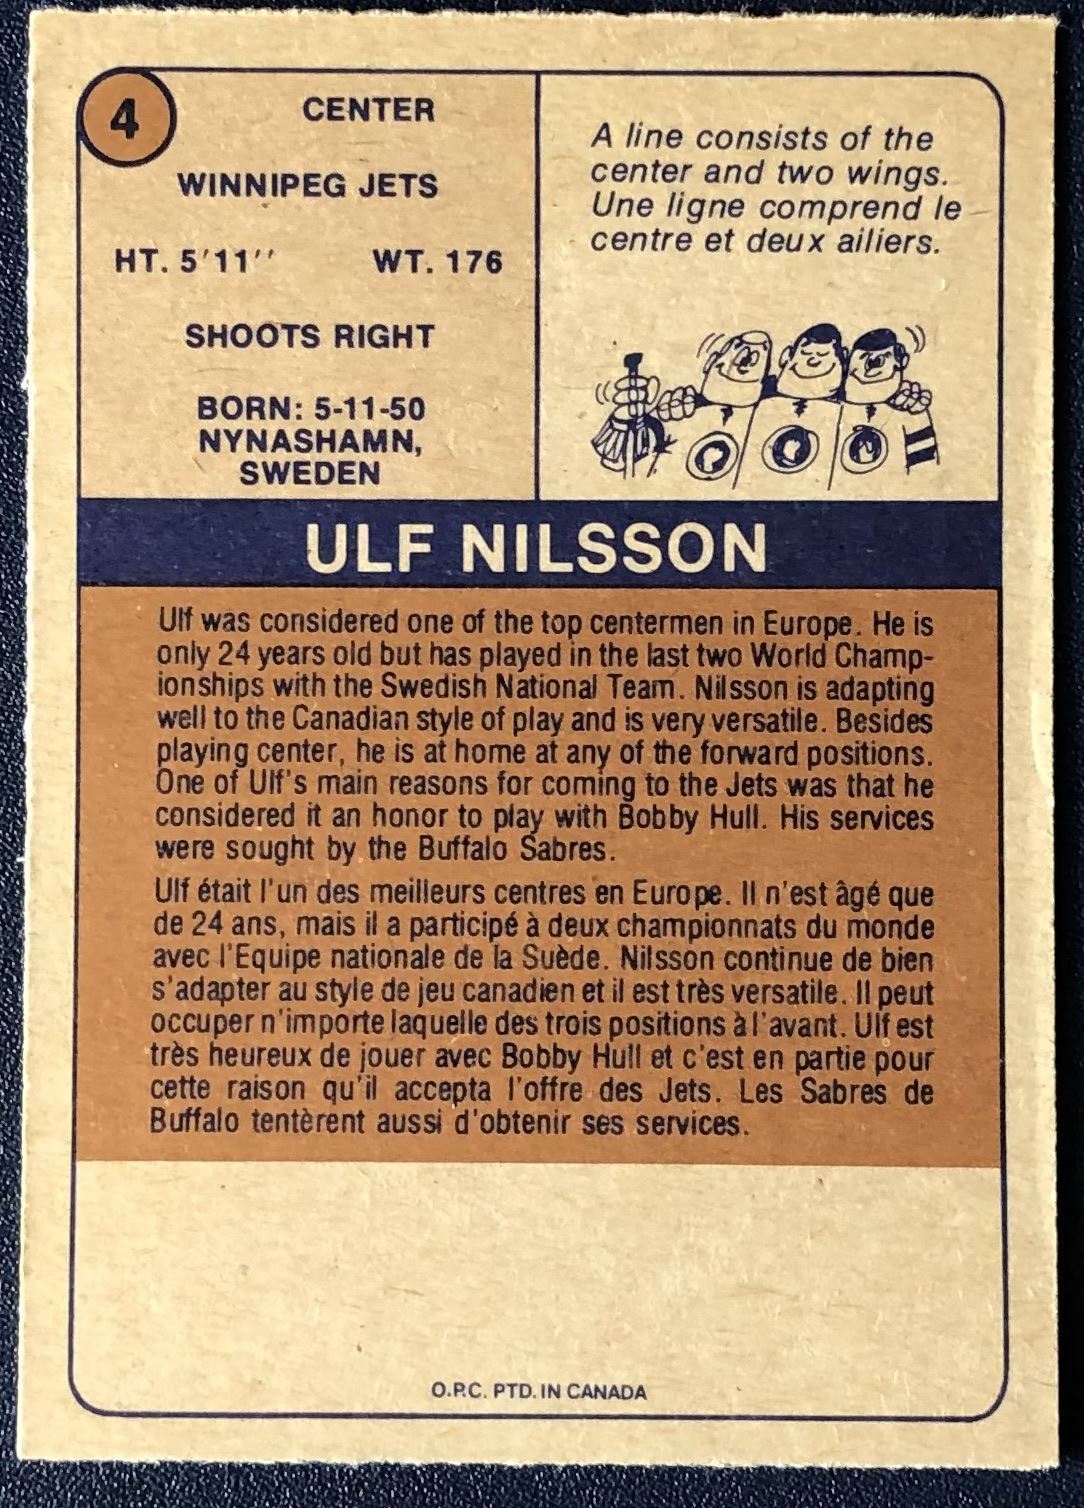 4
CENTER
WINNIPEG JETS
HT. 5'11'' WT. 176
SHOOTS RIGHT
BORN: 5-11-50
NYNASHAMN,
SWEDEN
A line consists of the
center and two wings.
Une ligne comprend le
centre et deux ailiers.
ULF NILSSON
Ulf was considered one of the top centermen in Europe. He is
only 24 years old but has played in the last two World Champ-
ionships with the Swedish National Team. Nilsson is adapting
well to the Canadian style of play and is very versatile. Besides
playing center, he is at home at any of the forward positions.
One of Ulf's main reasons for coming to the Jets was that he
considered it an honor to play with Bobby Hull. His services
were sought by the Buffalo Sabres.
Ulf était l'un des meilleurs centres en Europe. Il n'est âgé que
de 24 ans, mais il a participé à deux championnats du monde
avec l'Equipe nationale de la Suède. Nilsson continue de bien
s'adapter au style de jeu canadien et il est très versatile. Il peut
occuper n'importe laquelle des trois positions à l'avant. Ulf est
très heureux de jouer avec Bobby Hull et c'est en partie pour
cette raison qu'il accepta l'offre des Jets. Les Sabres de
Buffalo tentèrent aussi d'obtenir ses services.
O.P.C. PTD. IN CANADA